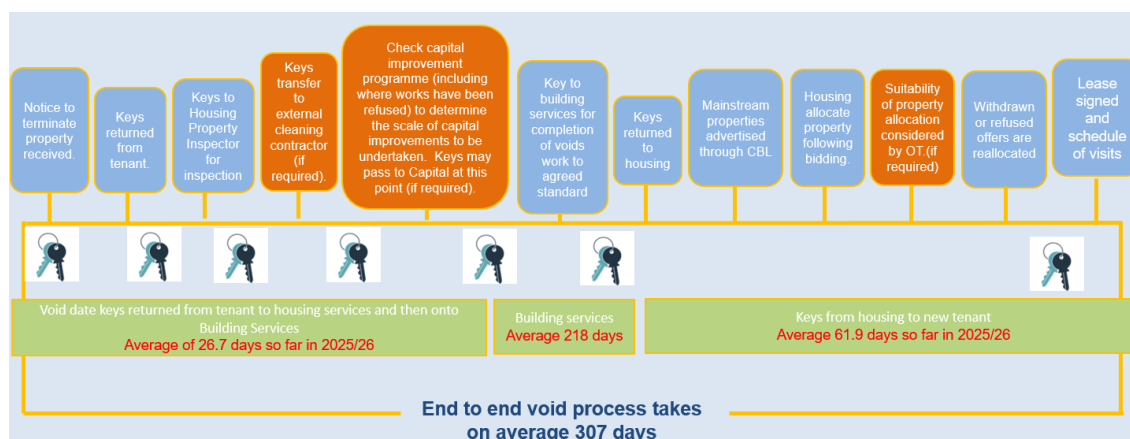 Notice to
terminate
property
received.
Keys
returned
from
tenant.
Keys to
Housing
Property
Inspector
for
inspection
Keys
transfer
to
external
cleaning
contractor
(if
required).
Check capital
improvement
programme (including
where works have been
refused) to determine
the scale of capital
improvements to be
undertaken.  Keys may
pass to Capital at this
point (if required).
Key to
building
services for
completion
of voids
work to
agreed
standard
Keys
returned
to
housing
Mainstream
properties
advertised
through CBL
Housing
allocate
property
following
bidding.
Suitability
of property
allocation
considered
by OT.(if
required)
Withdrawn
or refused
offers are
reallocated
Lease
signed
and
schedule
of visits
Void date keys returned from tenant to housing services and then onto
Building Services
Average of 26.7 days so far in 2025/26
Building services
Average 218 days
Keys from housing to new tenant
Average 61.9 days so far in 2025/26
End to end void process takes
on average 307 days